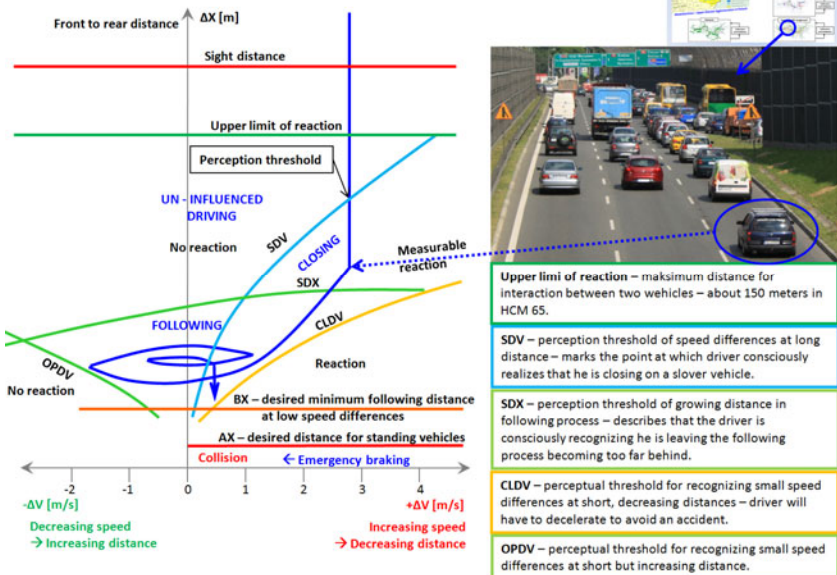 Front to rear distance
ΔX [m]
Sight distance
Upper limit of reaction
Perception threshold
UN - INFLUENCED
DRIVING
No reaction
SDV
CLOSING
Measurable
reaction
SDX
FOLLOWING
CLDV
OPDV
Reaction
No reaction
BX – desired minimum following distance
at low speed differences
AX – desired distance for standing vehicles
Collision
← Emergency braking
-2
-1
0
1
2
3
4
-ΔV [m/s]
+ΔV [m/s]
Decreasing speed
→ Increasing distance
Increasing speed
→ Decreasing distance
Upper limi of reaction – maksimum distance for
interaction between two wehicles – about 150 meters in
HCM 65.
SDV – perception threshold of speed differences at long
distance – marks the point at which driver consciously
realizes that he is closing on a slover vehicle.
SDX – perception threshold of growing distance in
following process – describes that the driver is
consciously recognizing he is leaving the following
process becoming too far behind.
CLDV – perceptual threshold for recognizing small speed
differences at short, decreasing distances – driver will
have to decelerate to avoid an accident.
OPDV – perceptual threshold for recognizing small speed
differences at short but increasing distance.